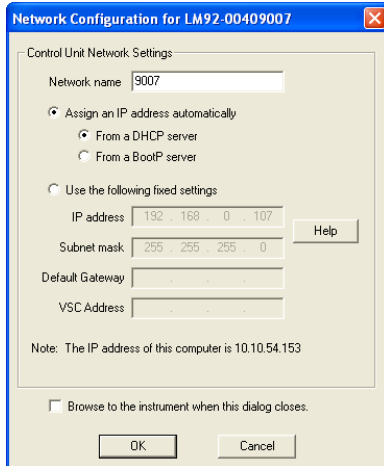 Network Configuration for LM92-00409007
Control Unit Network Settings
Network name 9007
Assign an IP address automatically
From a DHCP server
From a BootP server
Use the following fixed settings
IP address 192 . 168 . 0 . 107
Help
Subnet mask 255 . 255 . 255 . 0
Default Gateway . . .
VSC Address . . .
Note: The IP address of this computer is 10.10.54.153
Browse to the instrument when this dialog closes.
OK Cancel